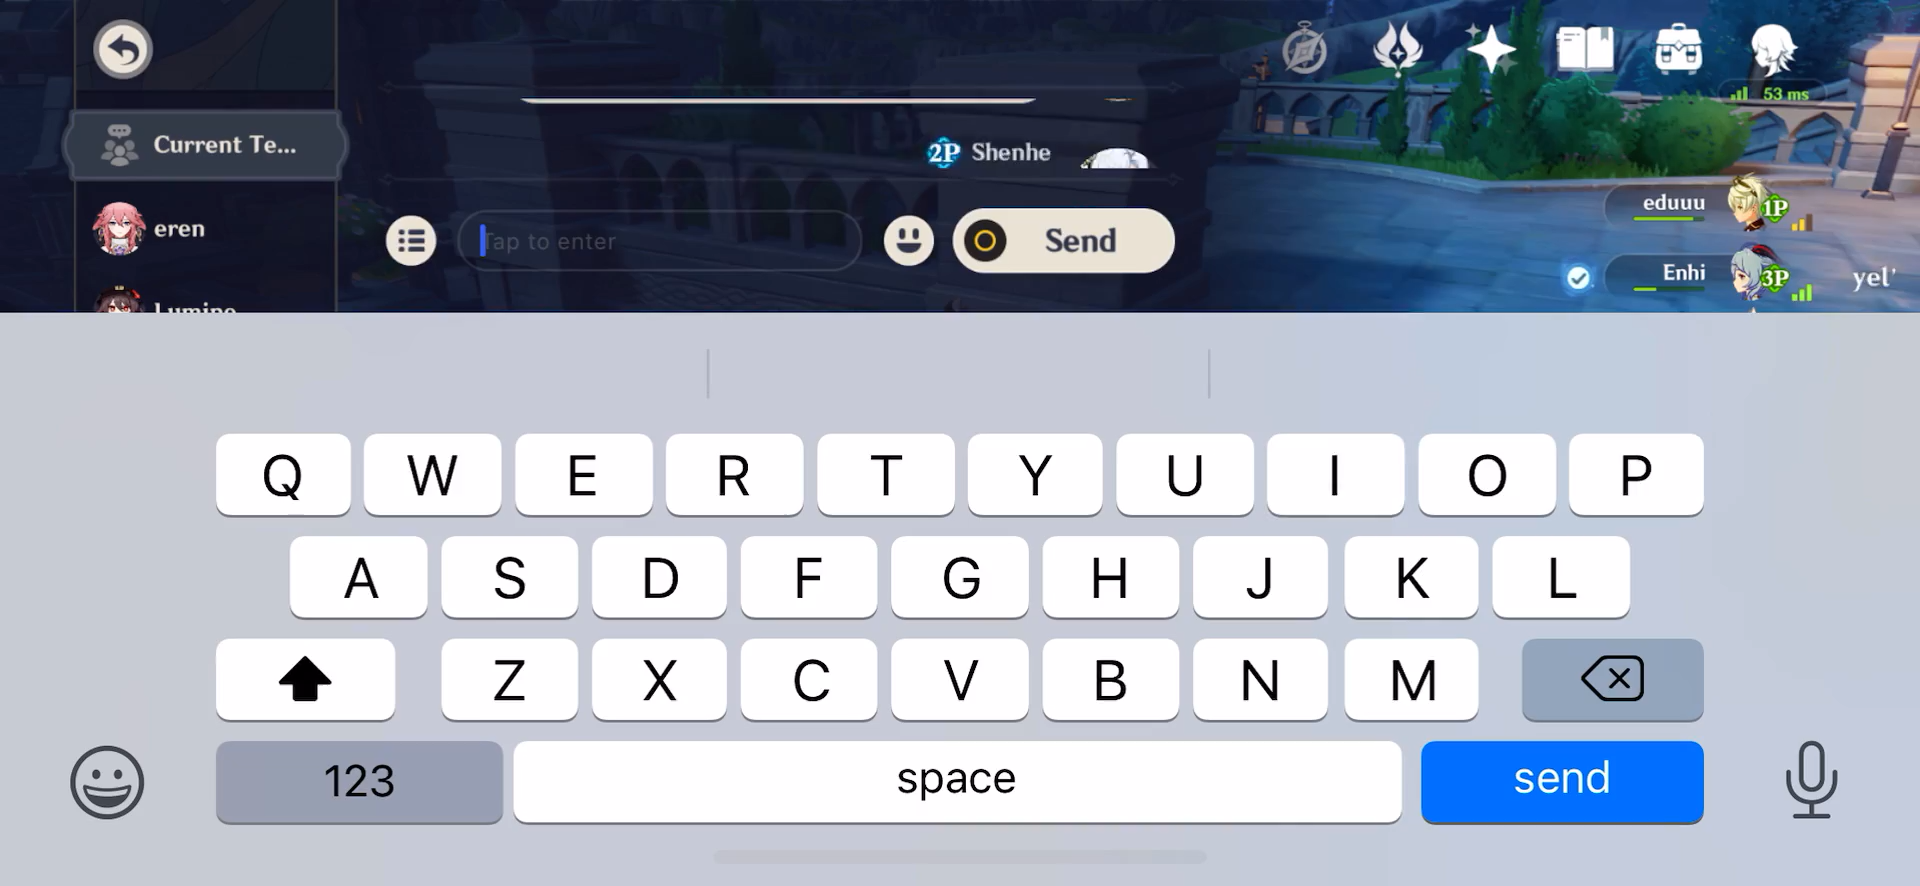 53 ms
Current Te...
2P Shenhe
eren
Tap to enter
Send
eduuu
1P
Enhi
3P
yel'
Lumine
Q W E R T Y U I O P
A S D F G H J K L
Z X C V B N M
123
space
send